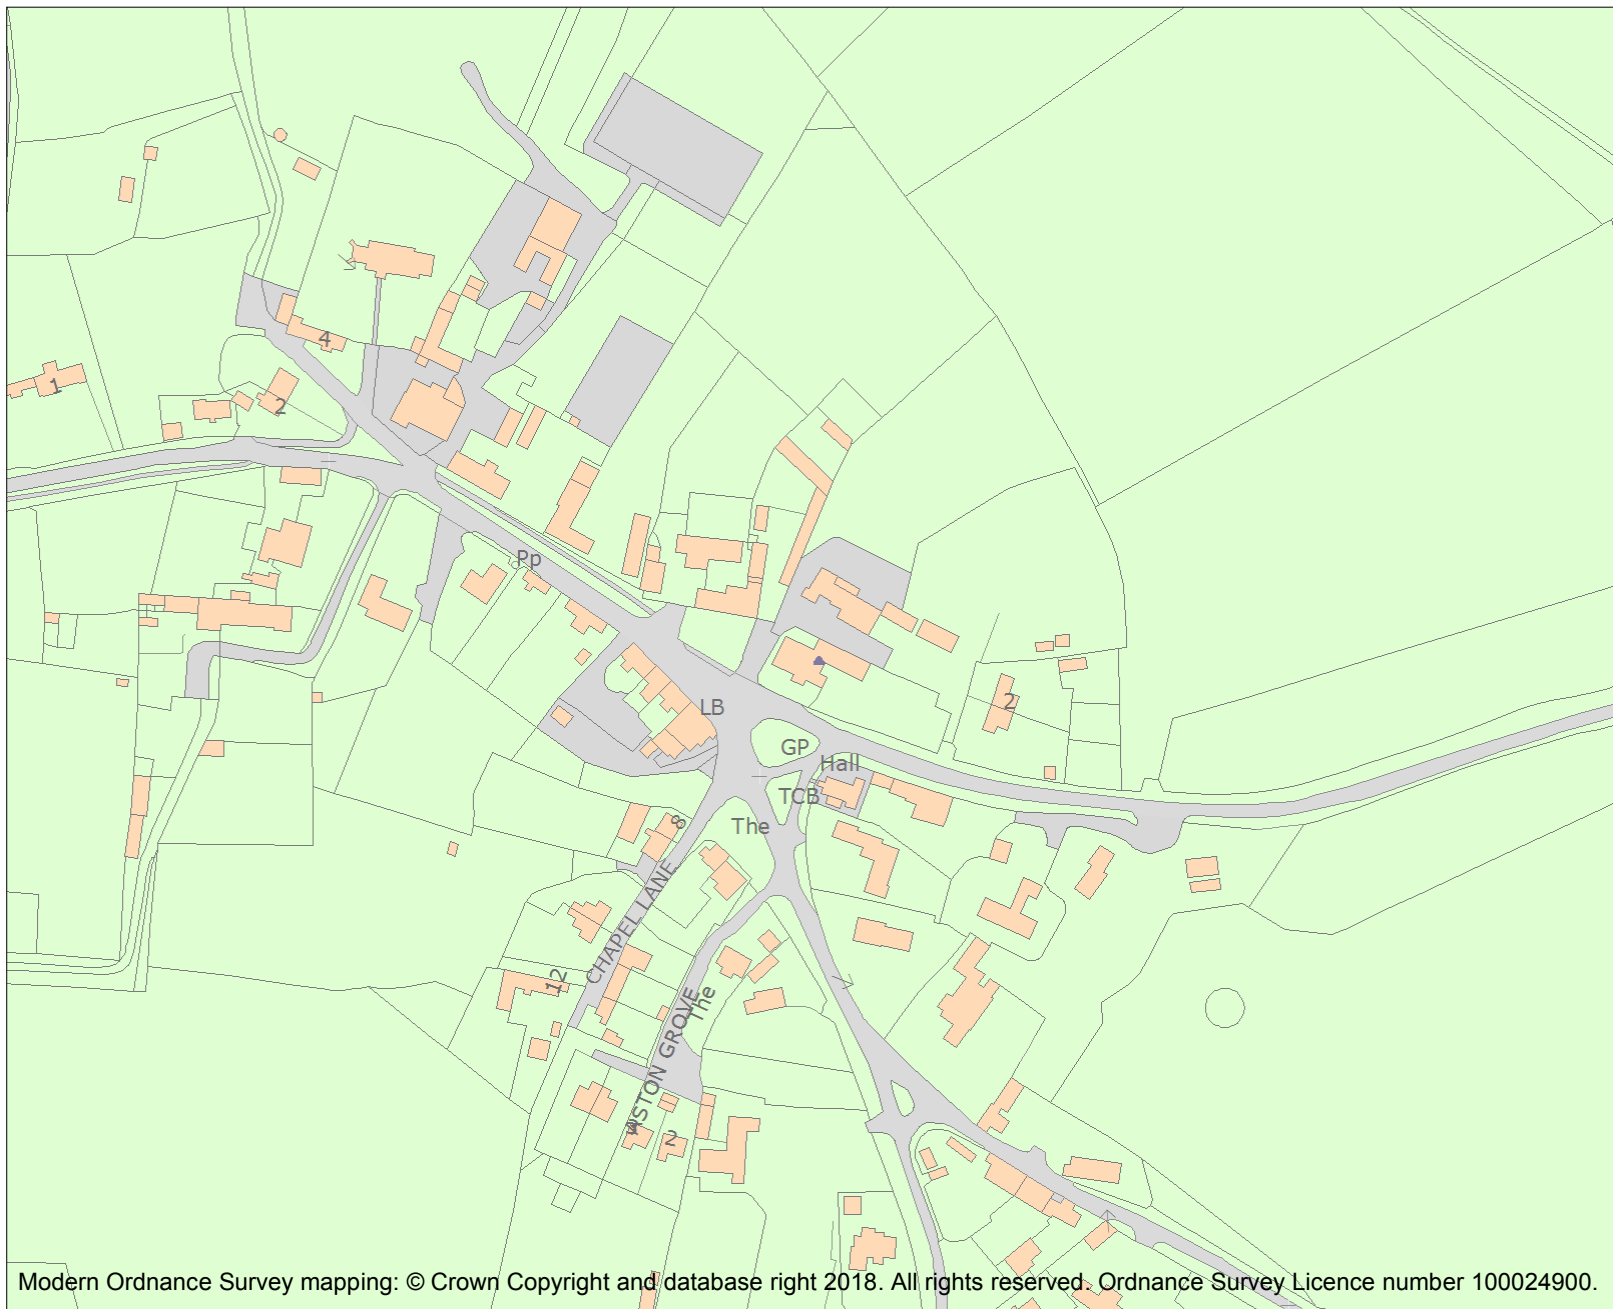 4
1
2
Pp
2
LB
GP
Hall
TCB
The
8
CHAPEL LANE
12
The
ASTON GROVE
4
2
Modern Ordnance Survey mapping: © Crown Copyright and database right 2018. All rights reserved. Ordnance Survey Licence number 100024900.